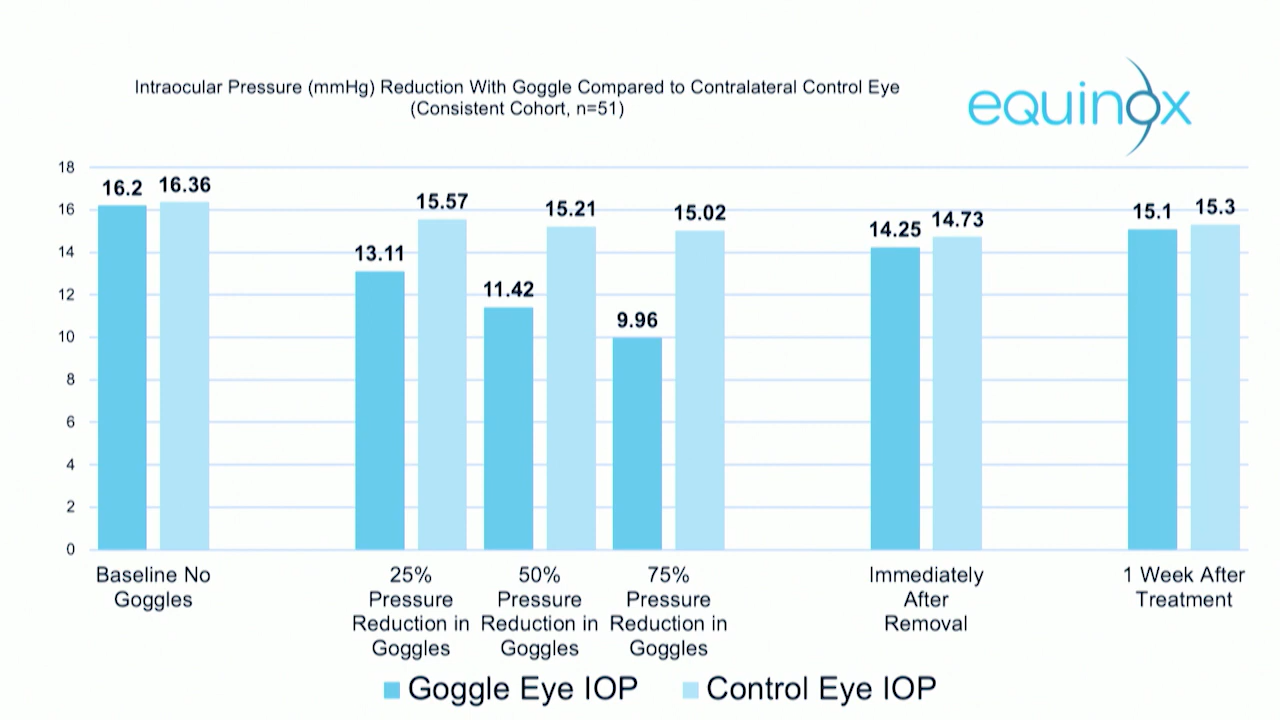 Intraocular Pressure (mmHg) Reduction With Goggle Compared to Contralateral Control Eye
(Consistent Cohort, n=51)
equinox
18
16
14
12
10
8
6
4
2
0
16.2
16.36
13.11
15.57
11.42
15.21
9.96
15.02
14.25
14.73
15.1
15.3
Baseline No
Goggles
25%
Pressure
Reduction in
Goggles
50%
Pressure
Reduction in
Goggles
75%
Pressure
Reduction in
Goggles
Immediately
After
Removal
1 Week After
Treatment
Goggle Eye IOP
Control Eye IOP